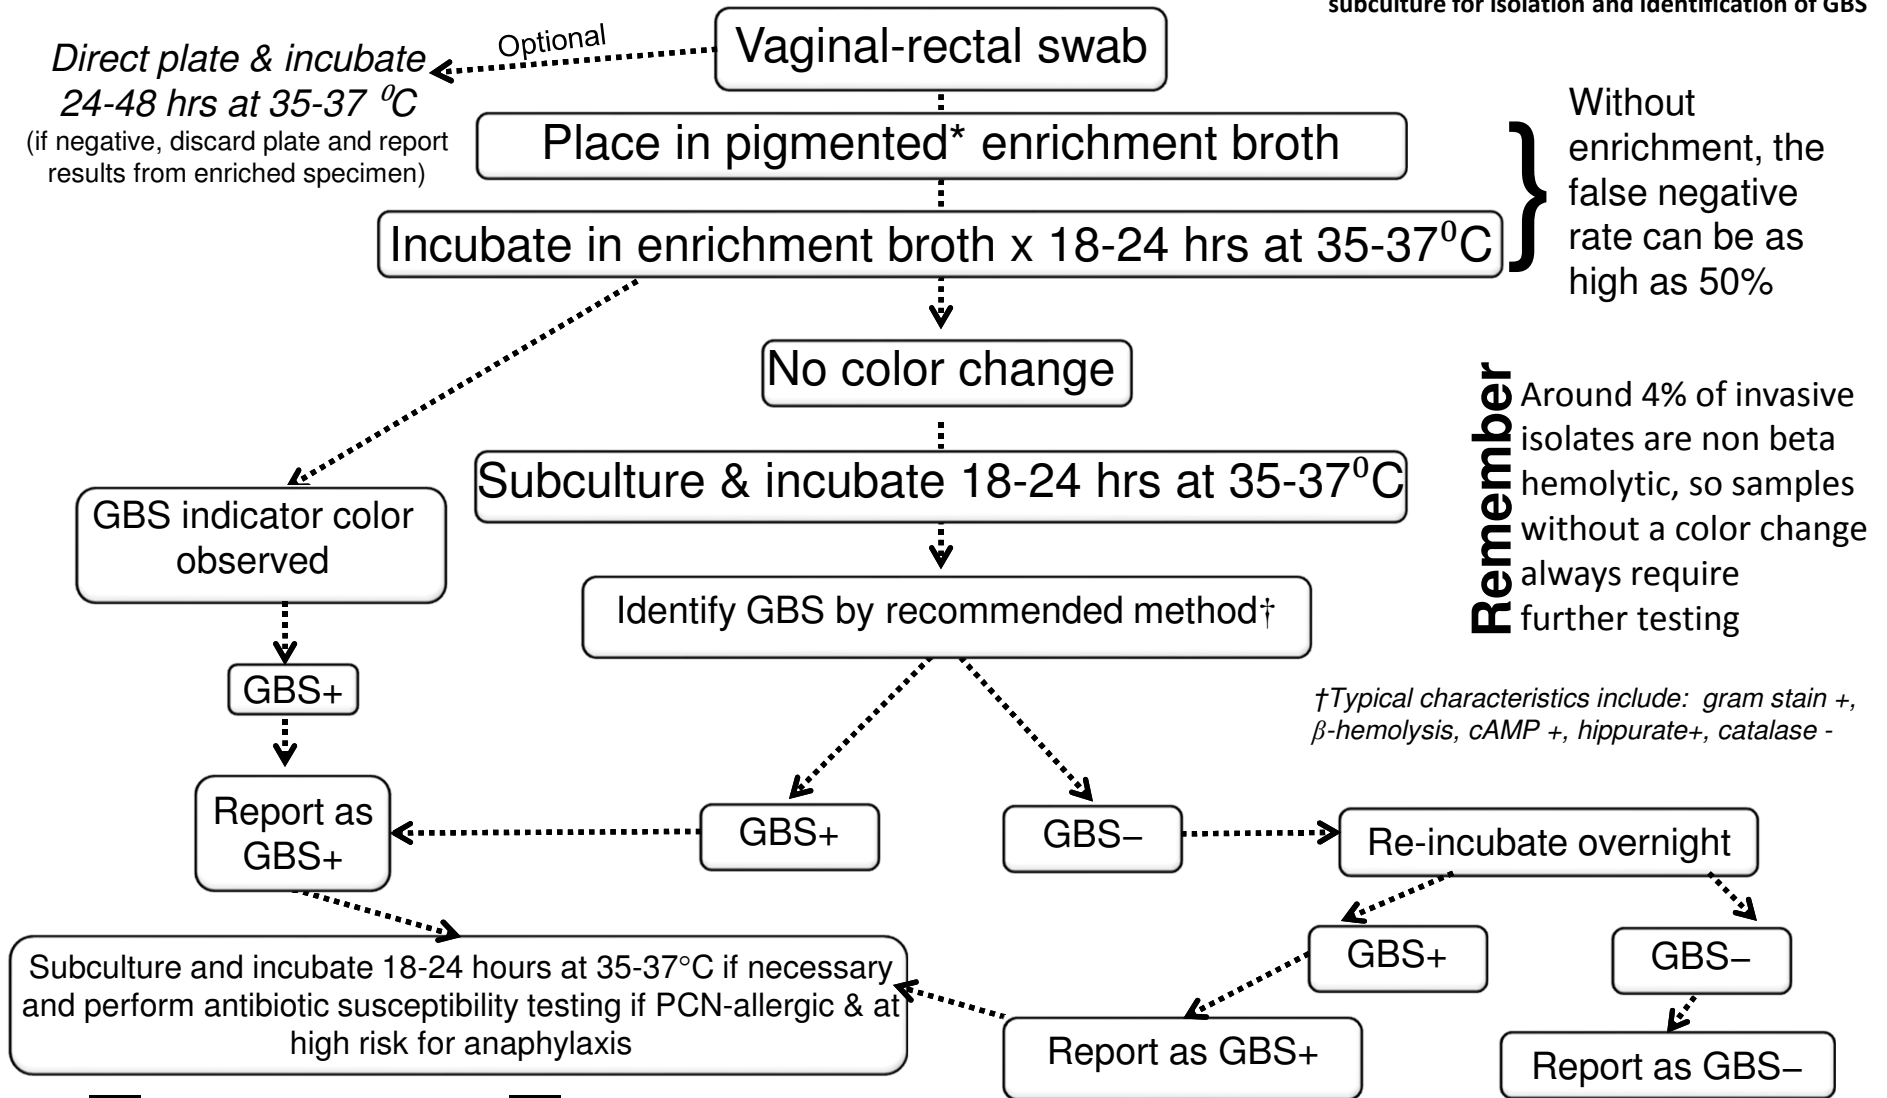 subculture for isolation and identification of GBS
Vaginal-rectal swab
Optional
Direct plate & incubate
24-48 hrs at 35-37 ⁰C
(if negative, discard plate and report
results from enriched specimen)
Place in pigmented* enrichment broth
Incubate in enrichment broth x 18-24 hrs at 35-37⁰C
}
Without
enrichment, the
false negative
rate can be as
high as 50%
No color change
Subculture & incubate 18-24 hrs at 35-37⁰C
Remember
Around 4% of invasive
isolates are non beta
hemolytic, so samples
without a color change
always require
further testing
GBS indicator color
observed
Identify GBS by recommended method†
GBS+
†Typical characteristics include: gram stain +,
β-hemolysis, cAMP +, hippurate+, catalase -
Report as
GBS+
GBS+
GBS–
Re-incubate overnight
GBS+
GBS–
Subculture and incubate 18-24 hours at 35-37°C if necessary
and perform antibiotic susceptibility testing if PCN-allergic & at
high risk for anaphylaxis
Report as GBS+
Report as GBS–